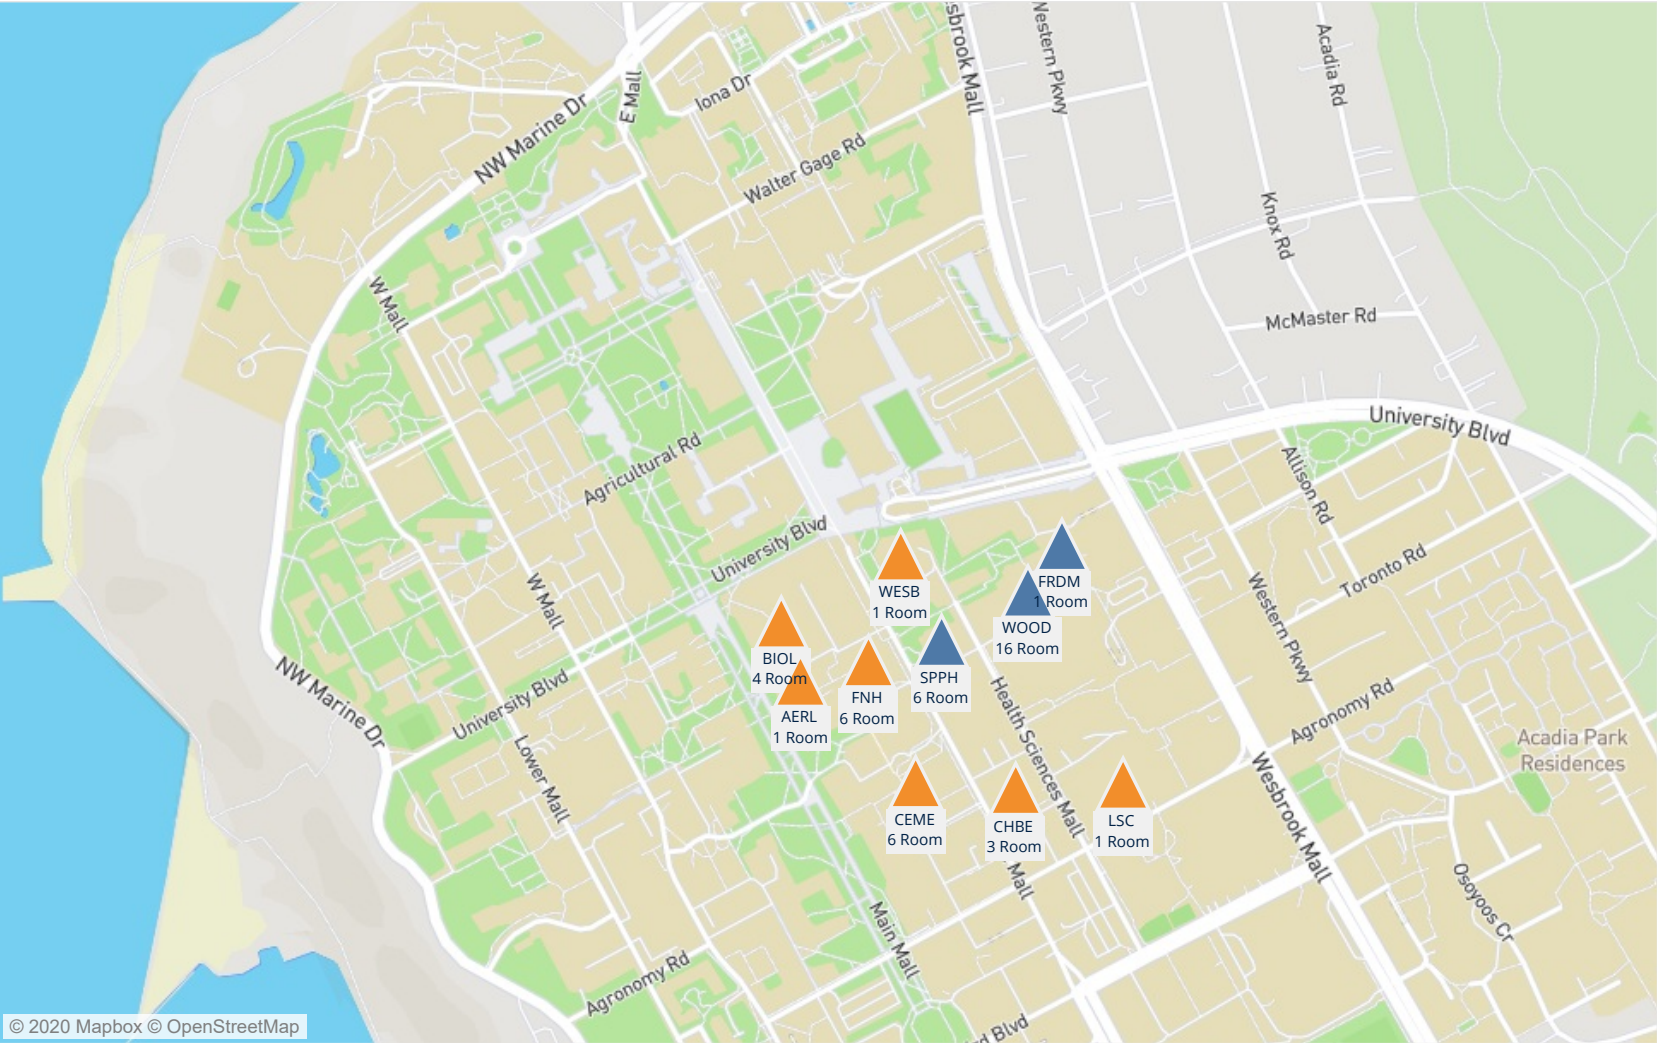 sbrook Mall
Western Pkwy
Acadia Rd
E Mall
Iona Dr
NW Marine Dr
Walter Gage Rd
Knox Rd
W Mall
McMaster Rd
University Blvd
Agricultural Rd
Allison Rd
University Blvd
WESB
1 Room
FRDM
1 Room
Toronto Rd
W Mall
Western Pkwy
WOOD
16 Room
BIOL
4 Room
SPPH
6 Room
FNH
6 Room
NW Marine Dr
University Blvd
Health Sciences Mall
Agronomy Rd
AERL
1 Room
Acadia Park
Residences
Lower Mall
Wesbrook Mall
CEME
6 Room
CHBE
3 Room
LSC
1 Room
Mall
Osoyoos Cr
Main Mall
Agronomy Rd
rd Blvd
© 2020 Mapbox © OpenStreetMap